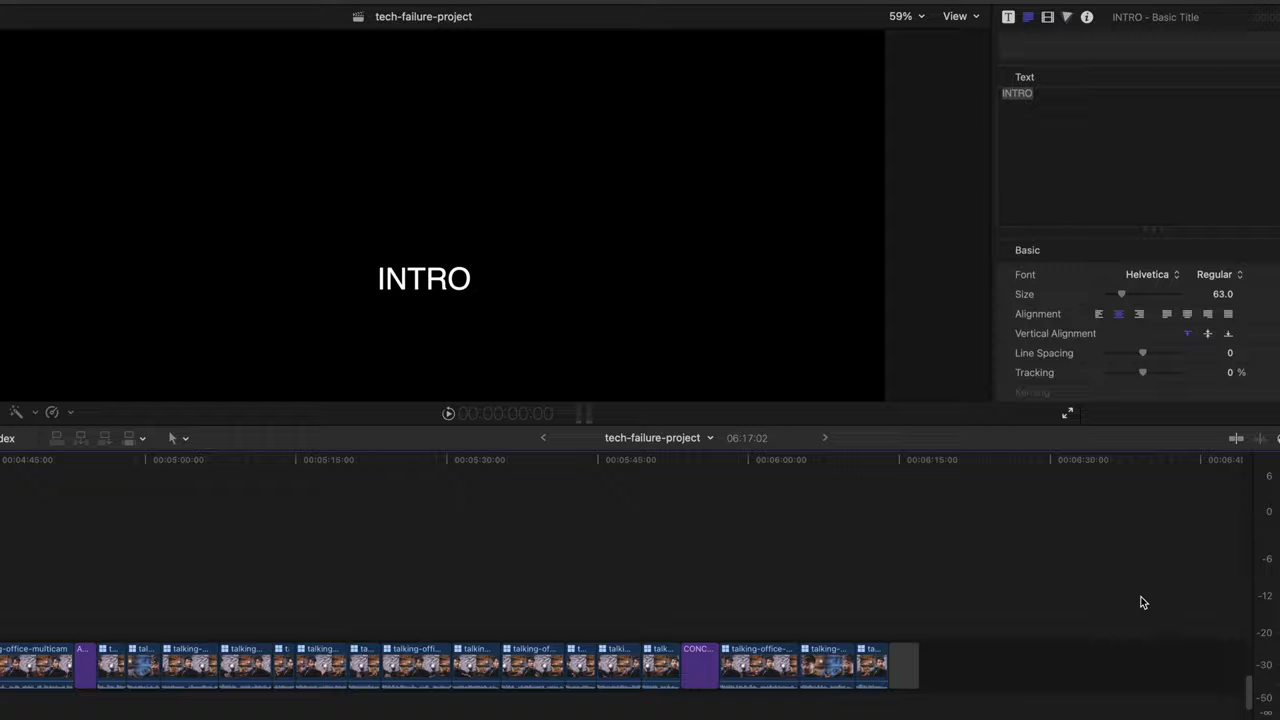 tech-failure-project
59%
View
INTRO - Basic Title
Text
INTRO
INTRO
Basic
Font
Helvetica
Regular
Size
63.0
Alignment
Vertical Alignment
Line Spacing
0
Tracking
0 %
Kerning
00:00:00:00
dex
tech-failure-project
06:17:02
00:04:45:00
00:05:00:00
00:05:15:00
00:05:30:00
00:05:45:00
00:06:00:00
00:06:15:00
00:06:30:00
6
0
-6
-12
-20
-30
-50
-∞
g-office-multicam
A...
t...
tal...
talking-...
talking...
t
talking...
ta...
talking-offi...
talkin...
talking-of...
t...
talki...
talk...
CONC...
talking-office-...
talking-...
ta...